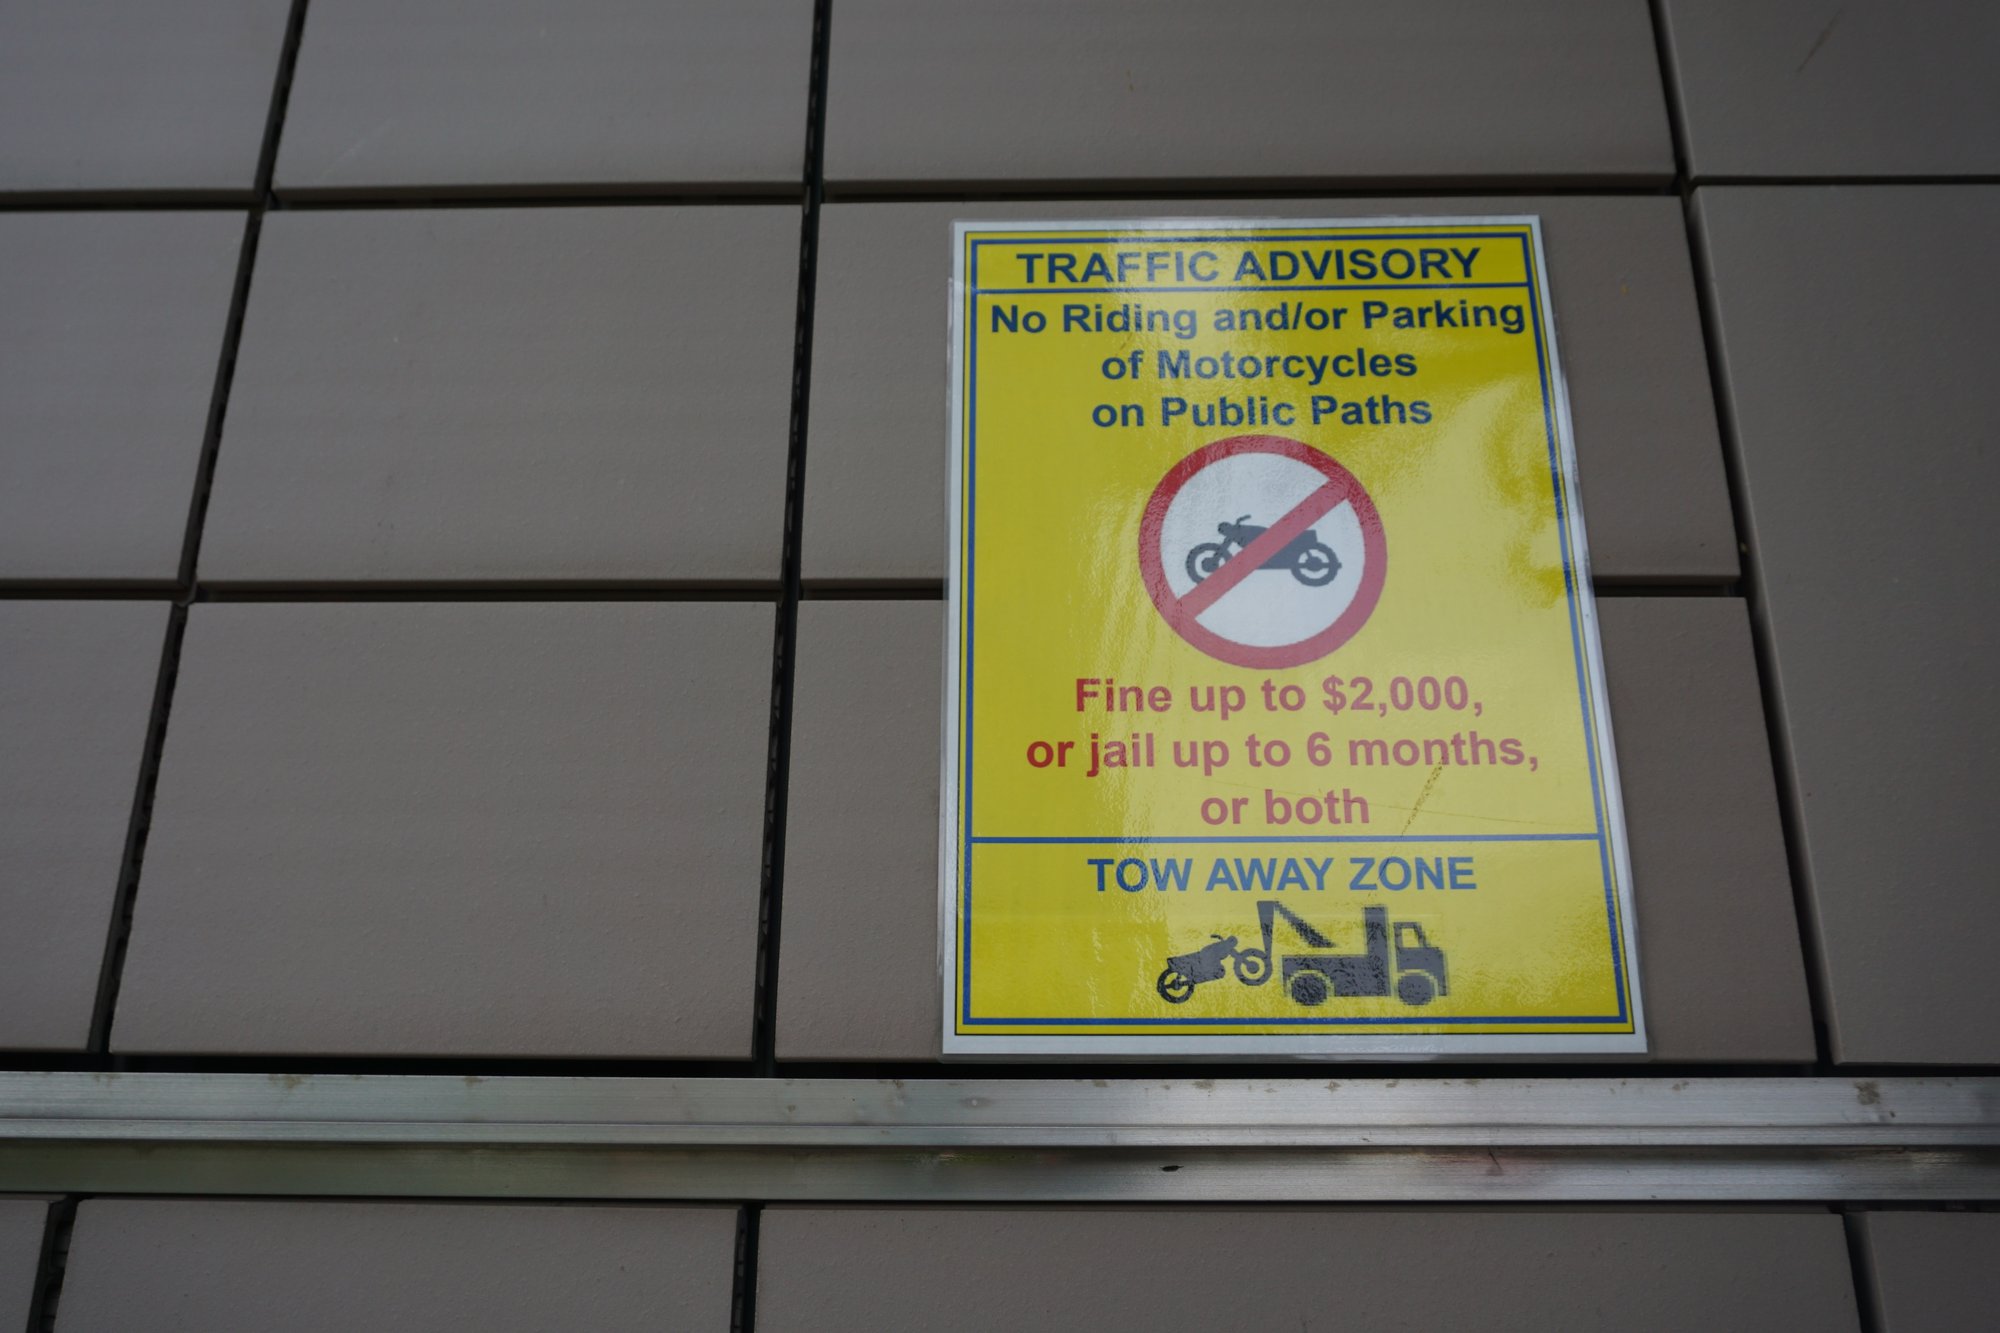 TRAFFIC ADVISORY
No Riding and/or Parking
of Motorcycles
on Public Paths
Fine up to $2,000,
or jail up to 6 months,
or both
TOW AWAY ZONE